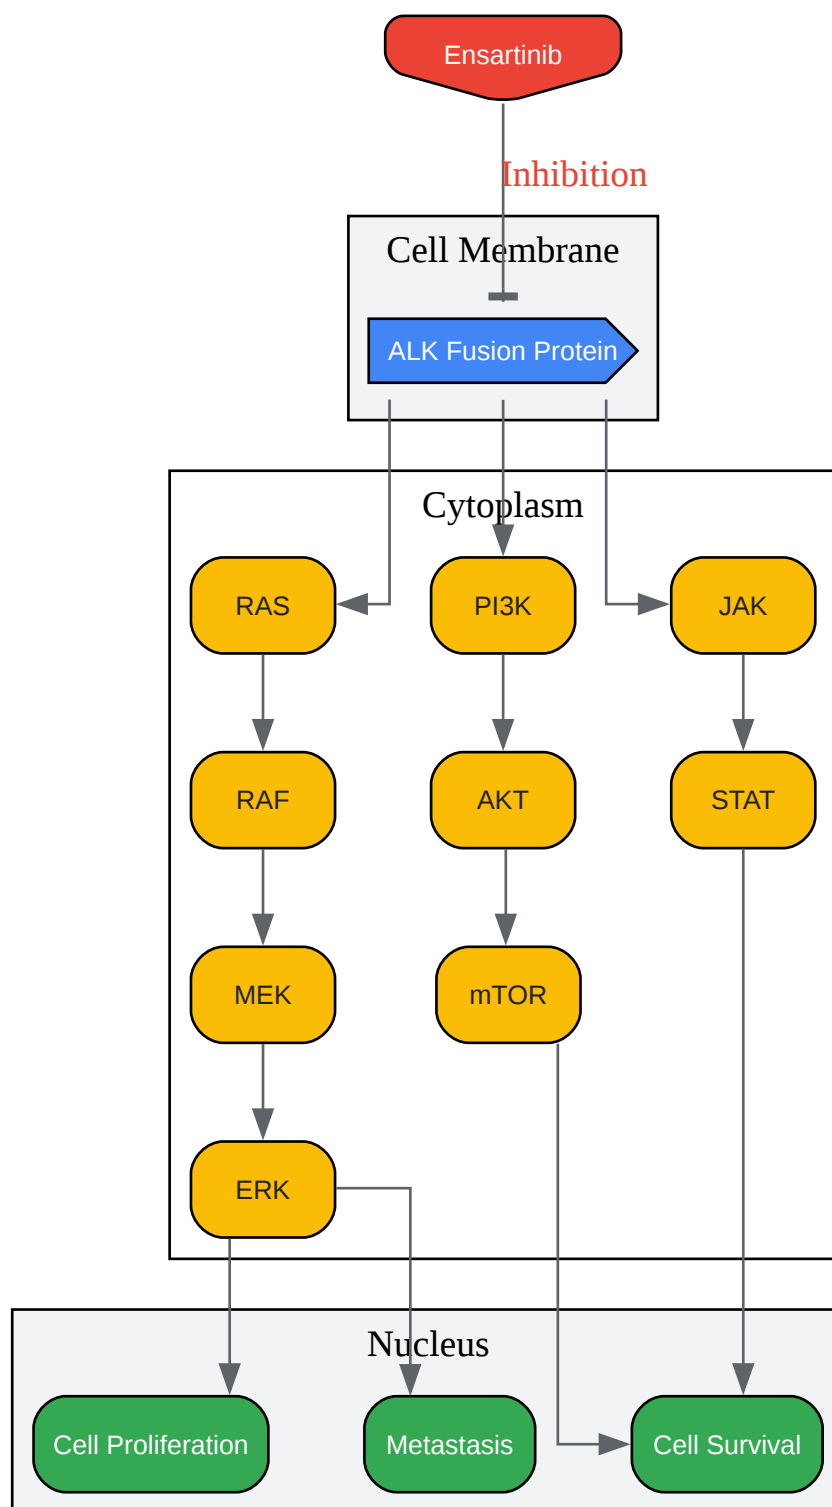 Ensartinib
Inhibition
Cell Membrane
ALK Fusion Protein
Cytoplasm
RAS
PI3K
JAK
RAF
AKT
STAT
MEK
mTOR
ERK
Nucleus
Cell Proliferation
Metastasis
Cell Survival